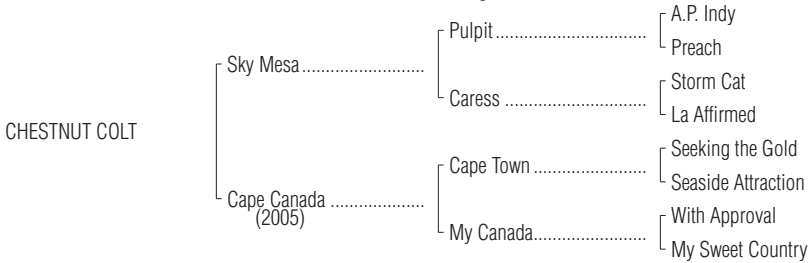 A.P. Indy
Pulpit..............................
Preach
Sky Mesa........................
Storm Cat
Caress ............................
La Affirmed
CHESTNUT COLT
Seeking the Gold
Cape Town .....................
Seaside Attraction
Cape Canada ..................
(2005)
With Approval
My Canada.....................
My Sweet Country